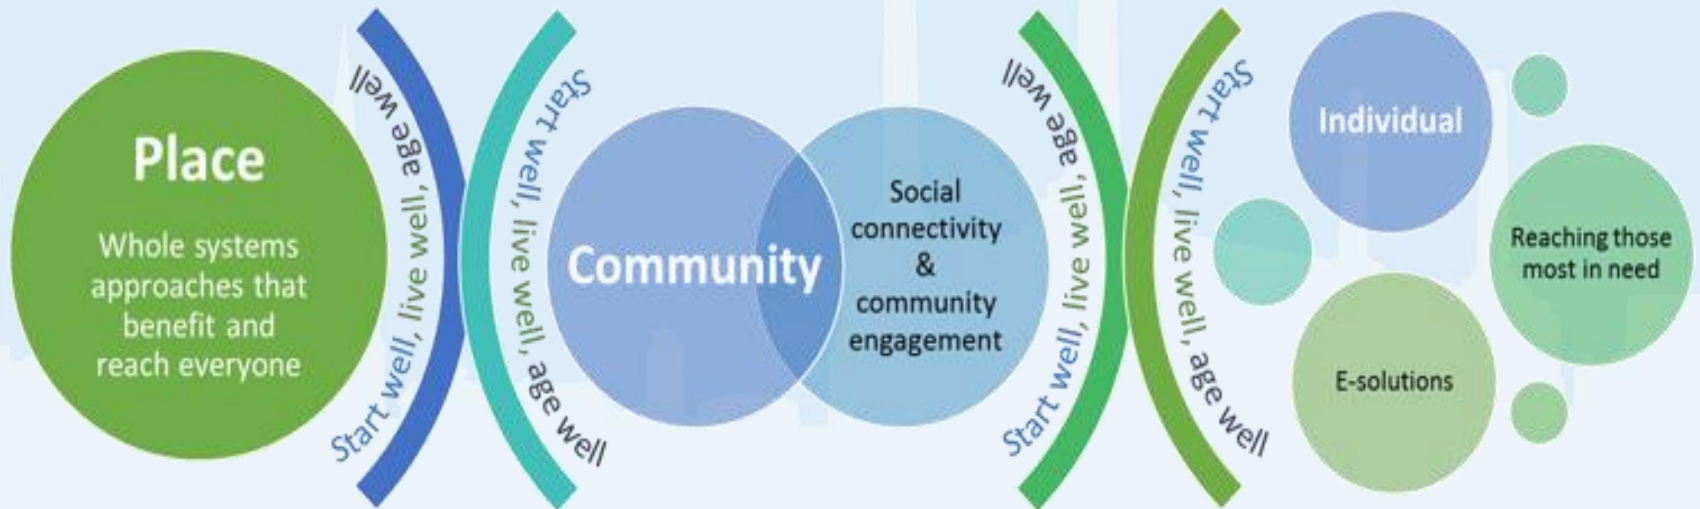 Place
Whole systems
approaches that
benefit and
reach everyone
Start well, live well, age well
Start well, live well, age well
Community
Social
connectivity
&
community
engagement
Start well, live well, age well
Start well, live well, age well
Individual
Reaching those
most in need
E-solutions